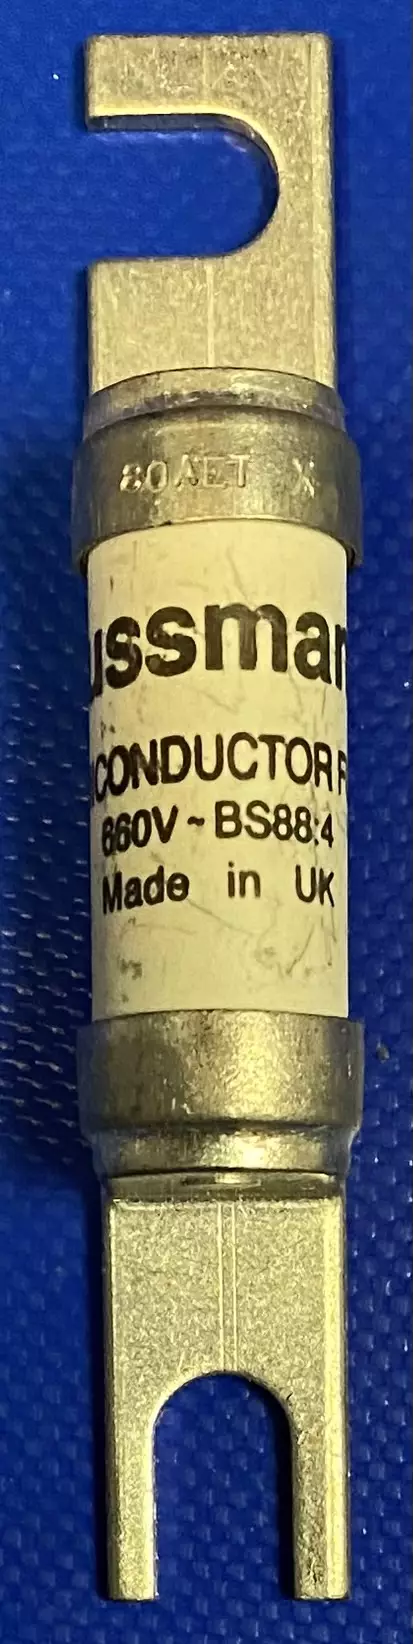 80AET X
ussman
CONDUCTOR F
660V~BS88:4
Made in UK